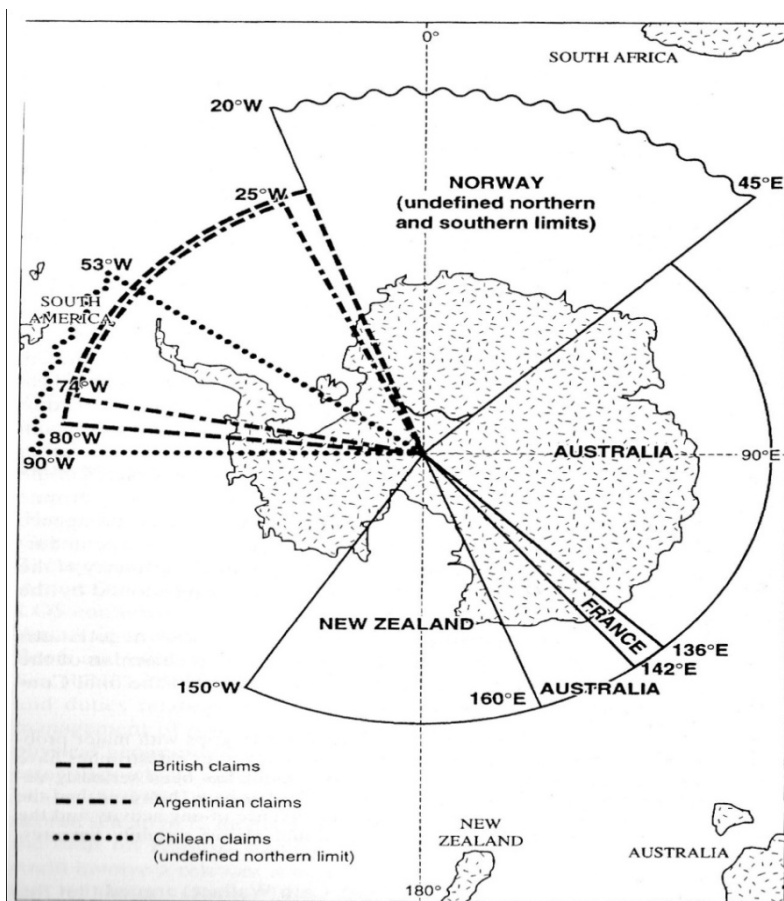 0°
SOUTH AFRICA
20°W
NORWAY
(undefined northern
and southern limits)
45°E
25°W
53°W
SOUTH
AMERICA
74°W
80°W
90°W
AUSTRALIA
90°E
NEW ZEALAND
FRANCE
136°E
142°E
AUSTRALIA
160°E
150°W
British claims
Argentinian claims
Chilean claims
(undefined northern limit)
NEW
ZEALAND
AUSTRALIA
180°